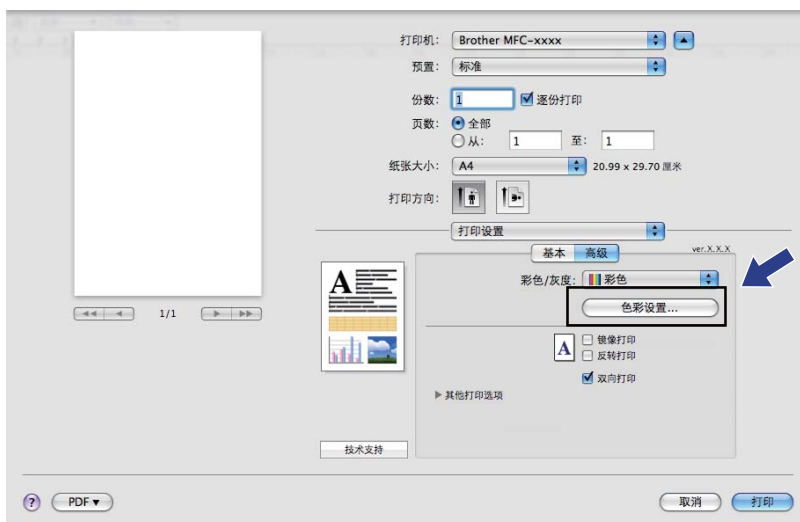 打印机: Brother MFC-xxxx
预置: 标准
份数: 1 逐份打印
页数: 全部
从: 1 至: 1
纸张大小: A4 20.99 x 29.70 厘米
打印方向:
打印设置
基本 高级 ver.X.X.X
彩色/灰度: 彩色
色彩设置...
A
1/1
A 镜像打印
反转打印
双向打印
其他打印选项
技术支持
? PDF▼ 取消 打印